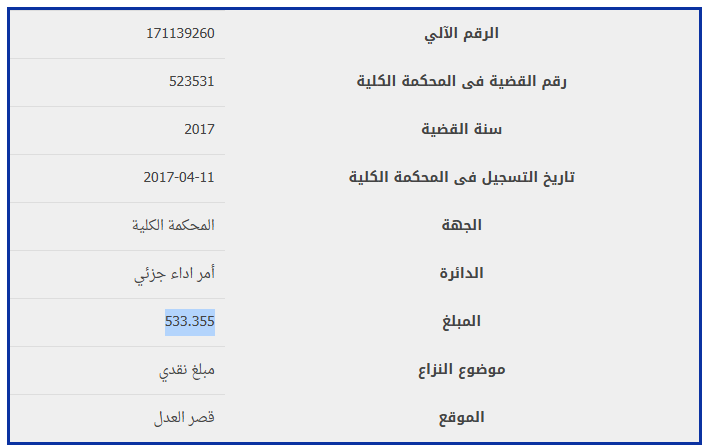 الرقم الآلي 171139260
رقم القضية فى المحكمة الكلية 523531
سنة القضية 2017
تاريخ التسجيل فى المحكمة الكلية 2017-04-11
الجهة المحكمة الكلية
الدائرة أمر اداء جزئي
المبلغ 533.355
موضوع النزاع مبلغ نقدي
الموقع قصر العدل